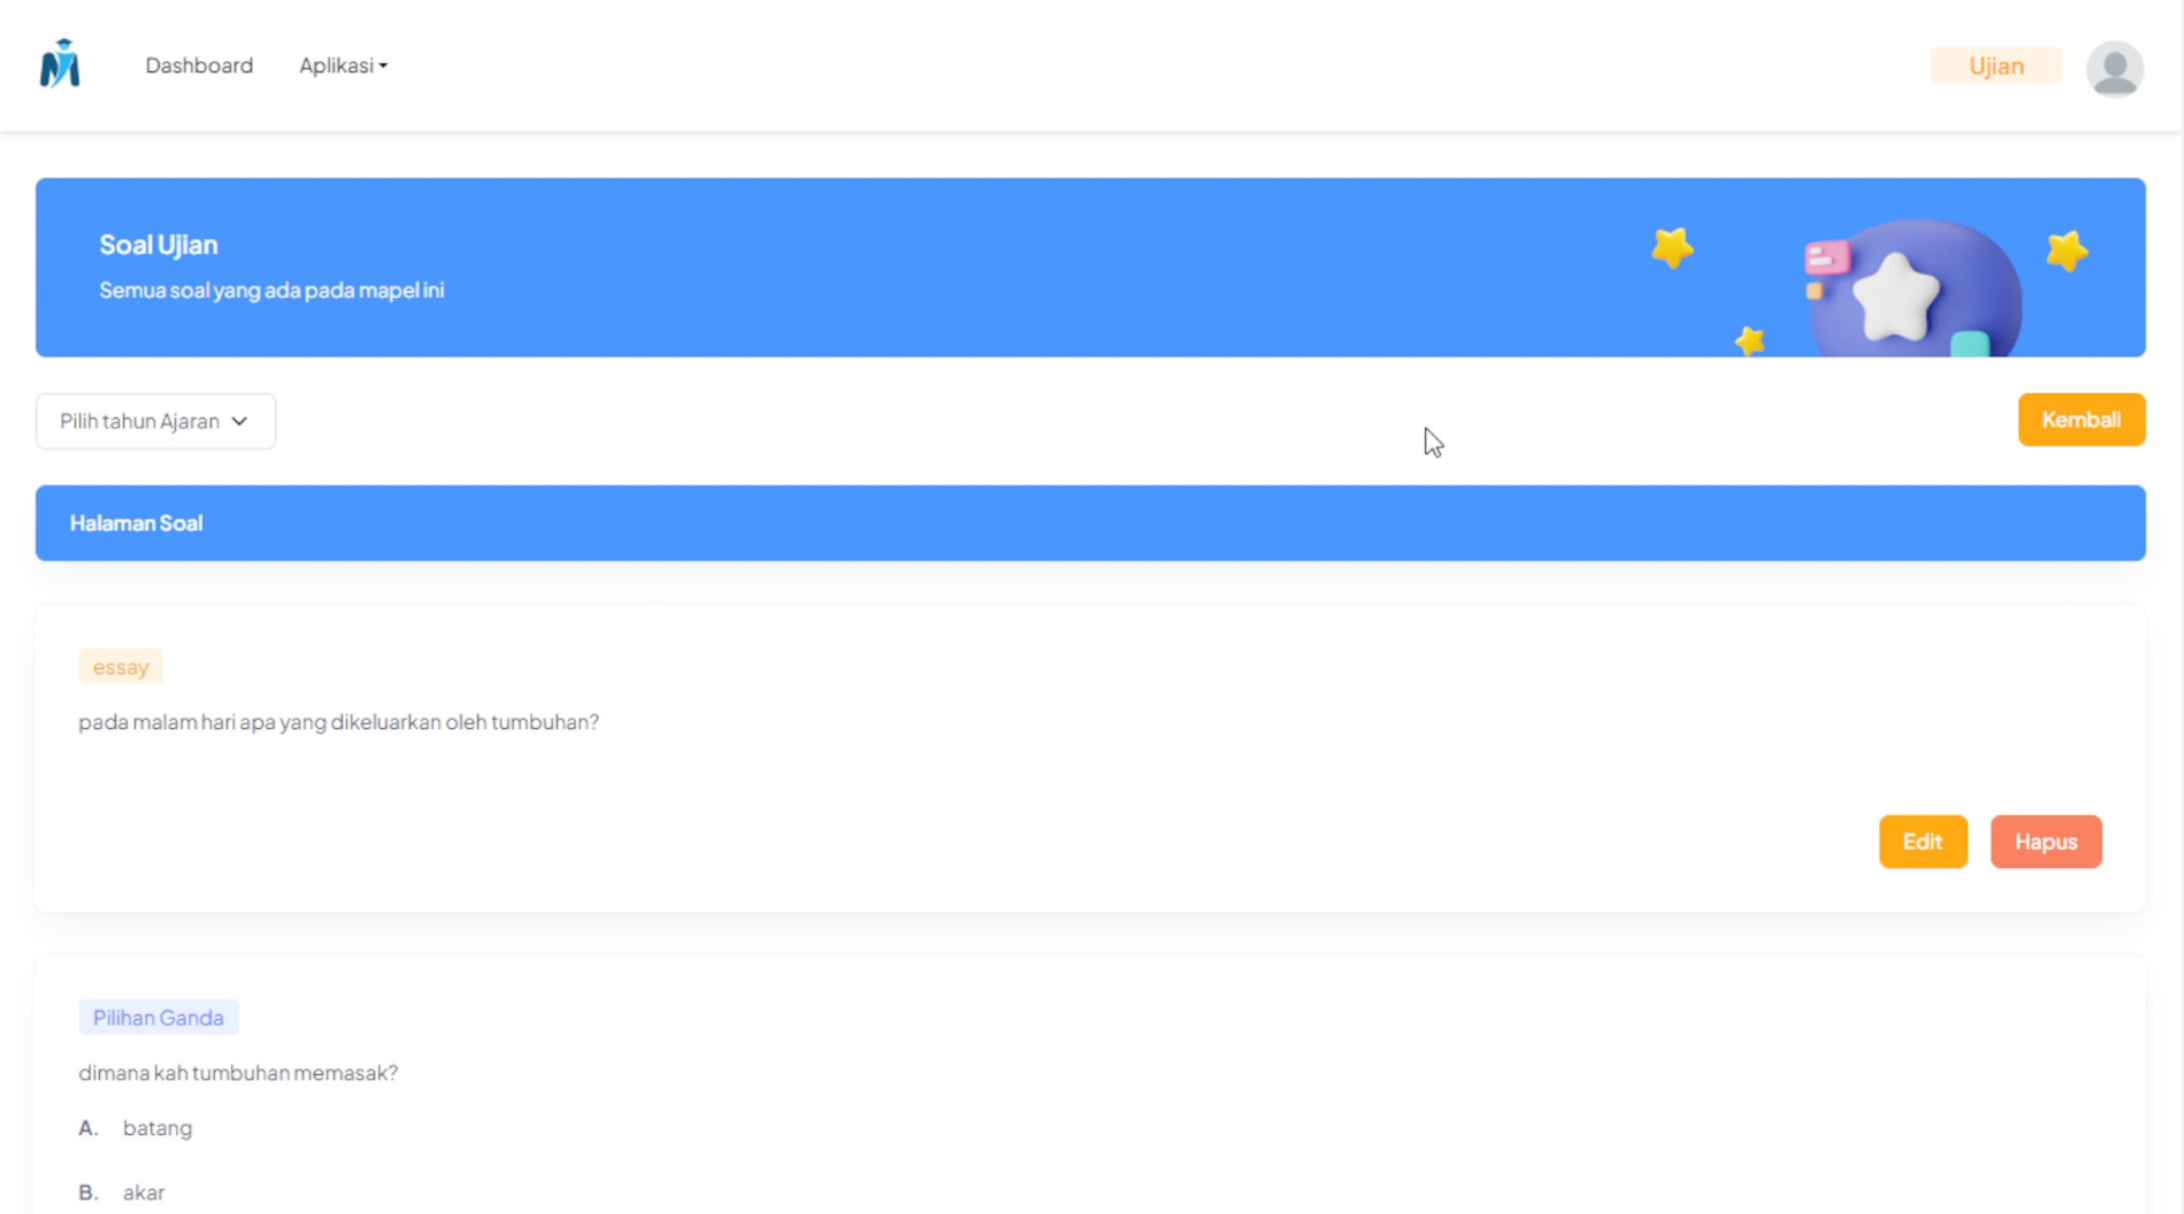 Dashboard Aplikasi Ujian
Soal Ujian
Semua soal yang ada pada mapel ini
Pilih tahun Ajaran Kembali
Halaman Soal
essay
pada malam hari apa yang dikeluarkan oleh tumbuhan?
Edit Hapus
Pilihan Ganda
dimana kah tumbuhan memasak?
A. batang
B. akar